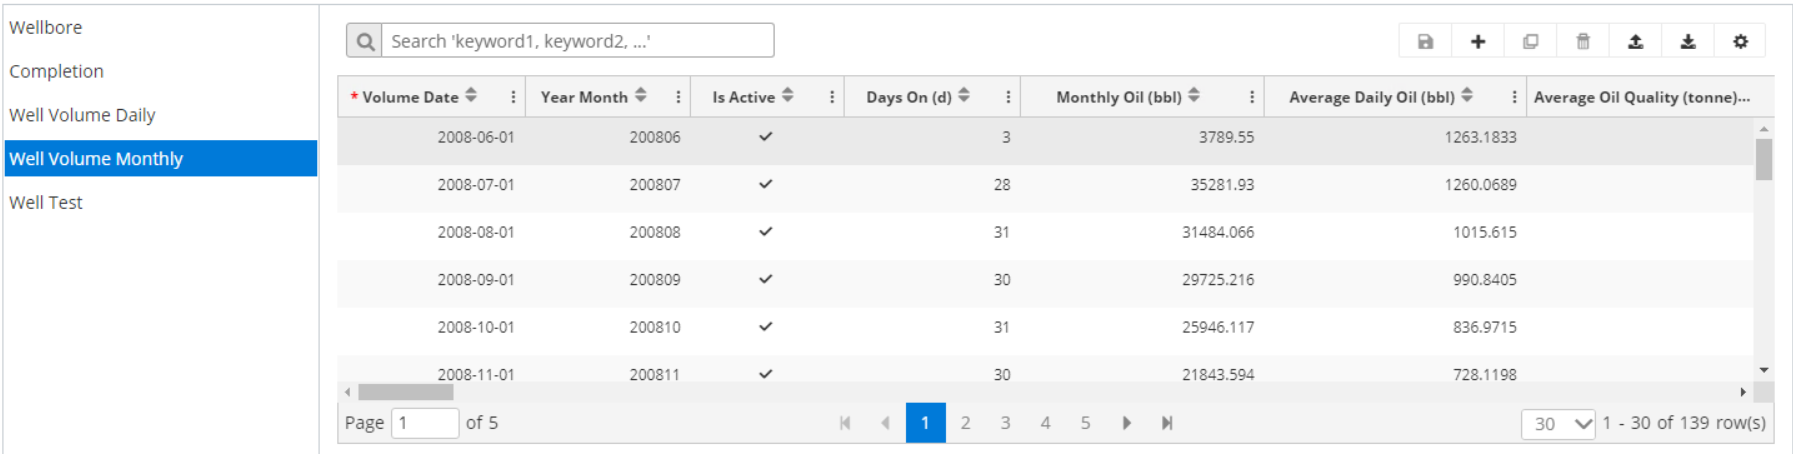 Wellbore
Completion
Well Volume Daily
Well Volume Monthly
Well Test
Search 'keyword1, keyword2, ...'
* Volume Date Year Month Is Active Days On (d) Monthly Oil (bbl) Average Daily Oil (bbl) Average Oil Quality (tonne)...
2008-06-01 200806 3 3789.55 1263.1833
2008-07-01 200807 28 35281.93 1260.0689
2008-08-01 200808 31 31484.066 1015.615
2008-09-01 200809 30 29725.216 990.8405
2008-10-01 200810 31 25946.117 836.9715
2008-11-01 200811 30 21843.594 728.1198
Page 1 of 5 1 2 3 4 5 30 1 - 30 of 139 row(s)